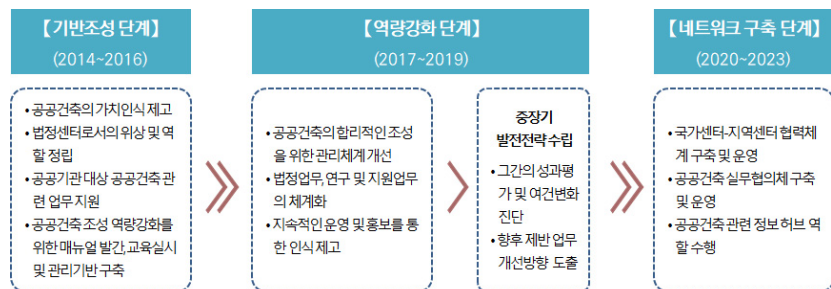 【기반조성 단계】
(2014~2016)
• 공공건축의 가치인식 제고
• 법정센터로서의 위상 및 역
할 정립
• 공공기관 대상 공공건축 관
련 업무 지원
• 공공건축 조성 역량강화를
위한 매뉴얼 발간, 교육실시
및 관리기반 구축
【역량강화 단계】
(2017~2019)
• 공공건축의 합리적인 조성
을 위한 관리체계 개선
• 법정업무, 연구 및 지원업무
의 체계화
• 지속적인 운영 및 홍보를 통
한 인식 제고
중장기
발전전략 수립
• 그간의 성과평
가 및 여건변화
진단
• 향후 제반 업무
개선방향 도출
【네트워크 구축 단계】
(2020~2023)
• 국가센터-지역센터 협력체
계 구축 및 운영
• 공공건축 실무협의체 구축
및 운영
• 공공건축 관련 정보 허브 역
할 수행